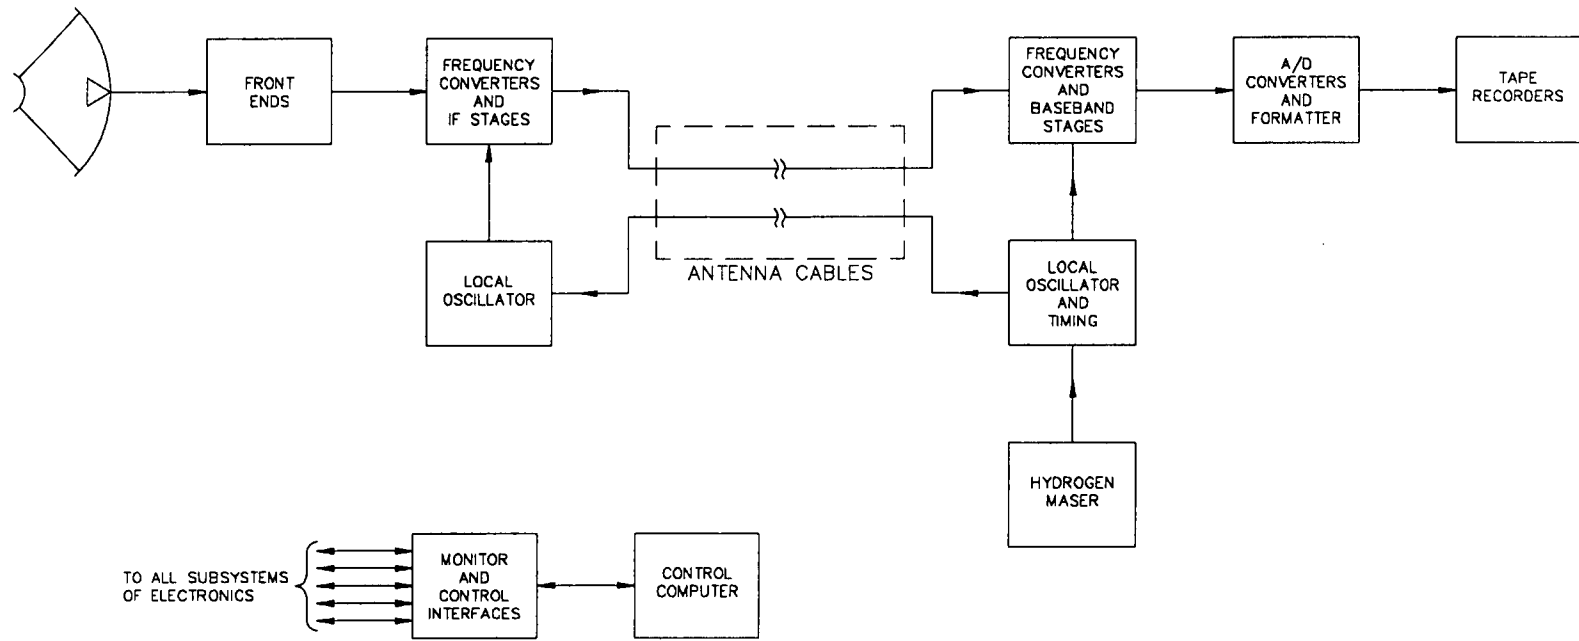 FRONT
ENDS
FREQUENCY
CONVERTERS
AND
IF STAGES
FREQUENCY
CONVERTERS
AND
BASEBAND
STAGES
A/D
CONVERTERS
AND
FORMATTER
TAPE
RECORDERS
ANTENNA CABLES
LOCAL
OSCILLATOR
LOCAL
OSCILLATOR
AND
TIMING
HYDROGEN
MASER
TO ALL SUBSYSTEMS
OF ELECTRONICS
MONITOR
AND
CONTROL
INTERFACES
CONTROL
COMPUTER